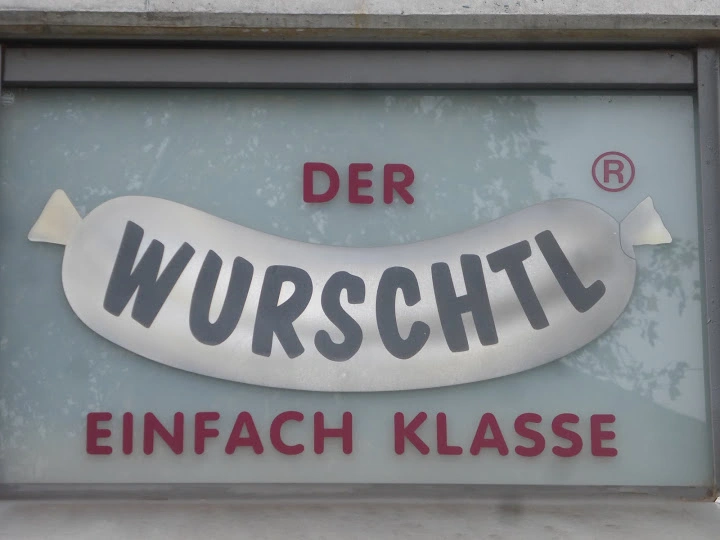 DER ®
WURSCHTL
EINFACH KLASSE